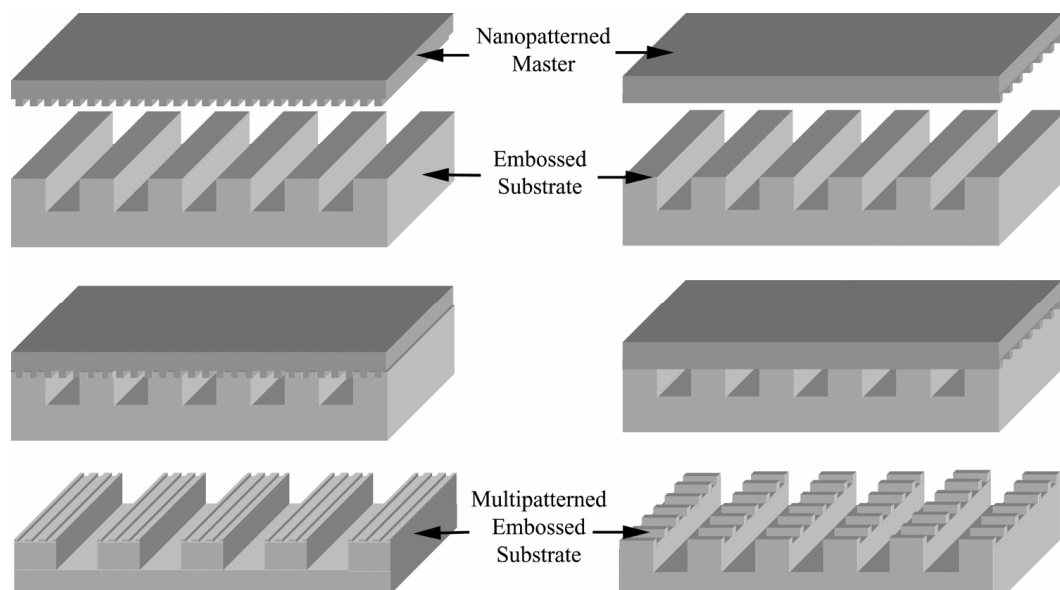 Nanopatterned
Master
Embossed
Substrate
Multipatterned
Embossed
Substrate